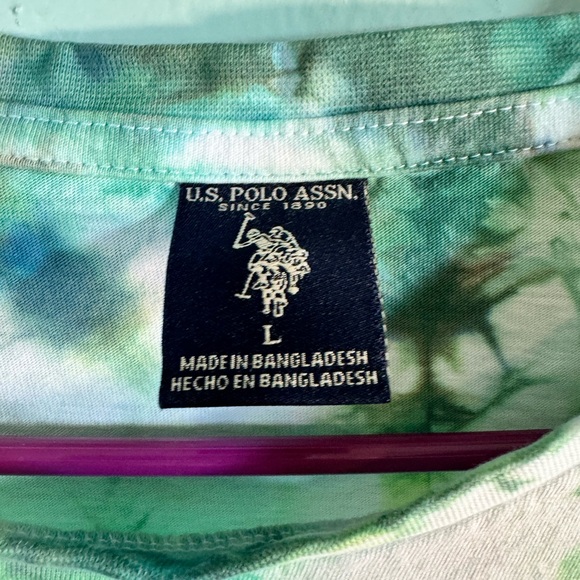 U.S. POLO ASSN.
SINCE 1890
L
MADE IN BANGLADESH
HECHO EN BANGLADESH